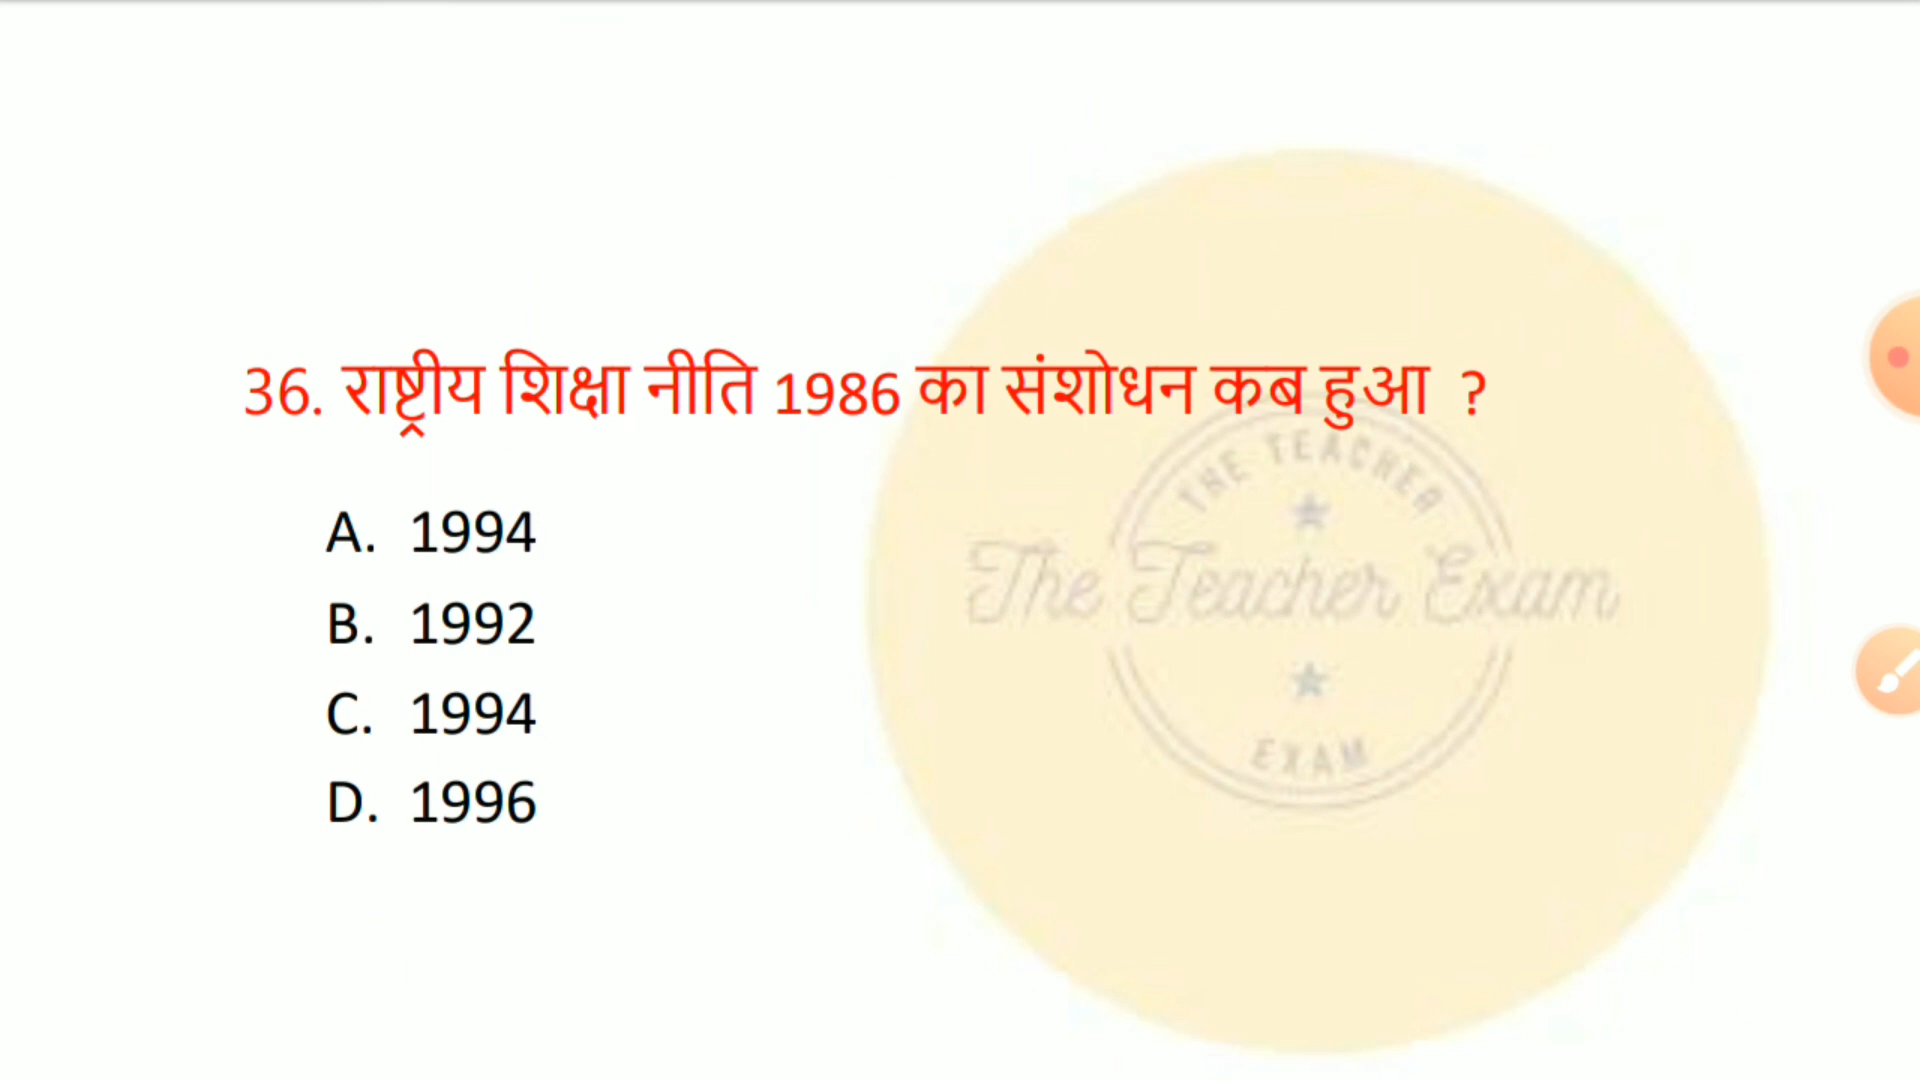 36. राष्ट्रीय शिक्षा नीति 1986 का संशोधन कब हुआ ?
THE TEACHER
A. 1994
The Teacher Exam
B. 1992
C. 1994
EXAM
D. 1996